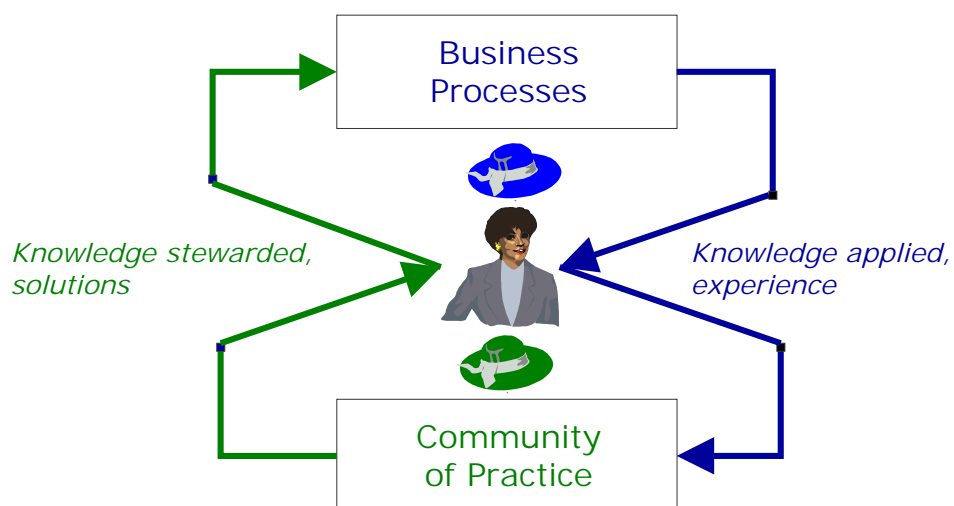 Business
Processes
Knowledge stewarded,
solutions
Knowledge applied,
experience
Community
of Practice